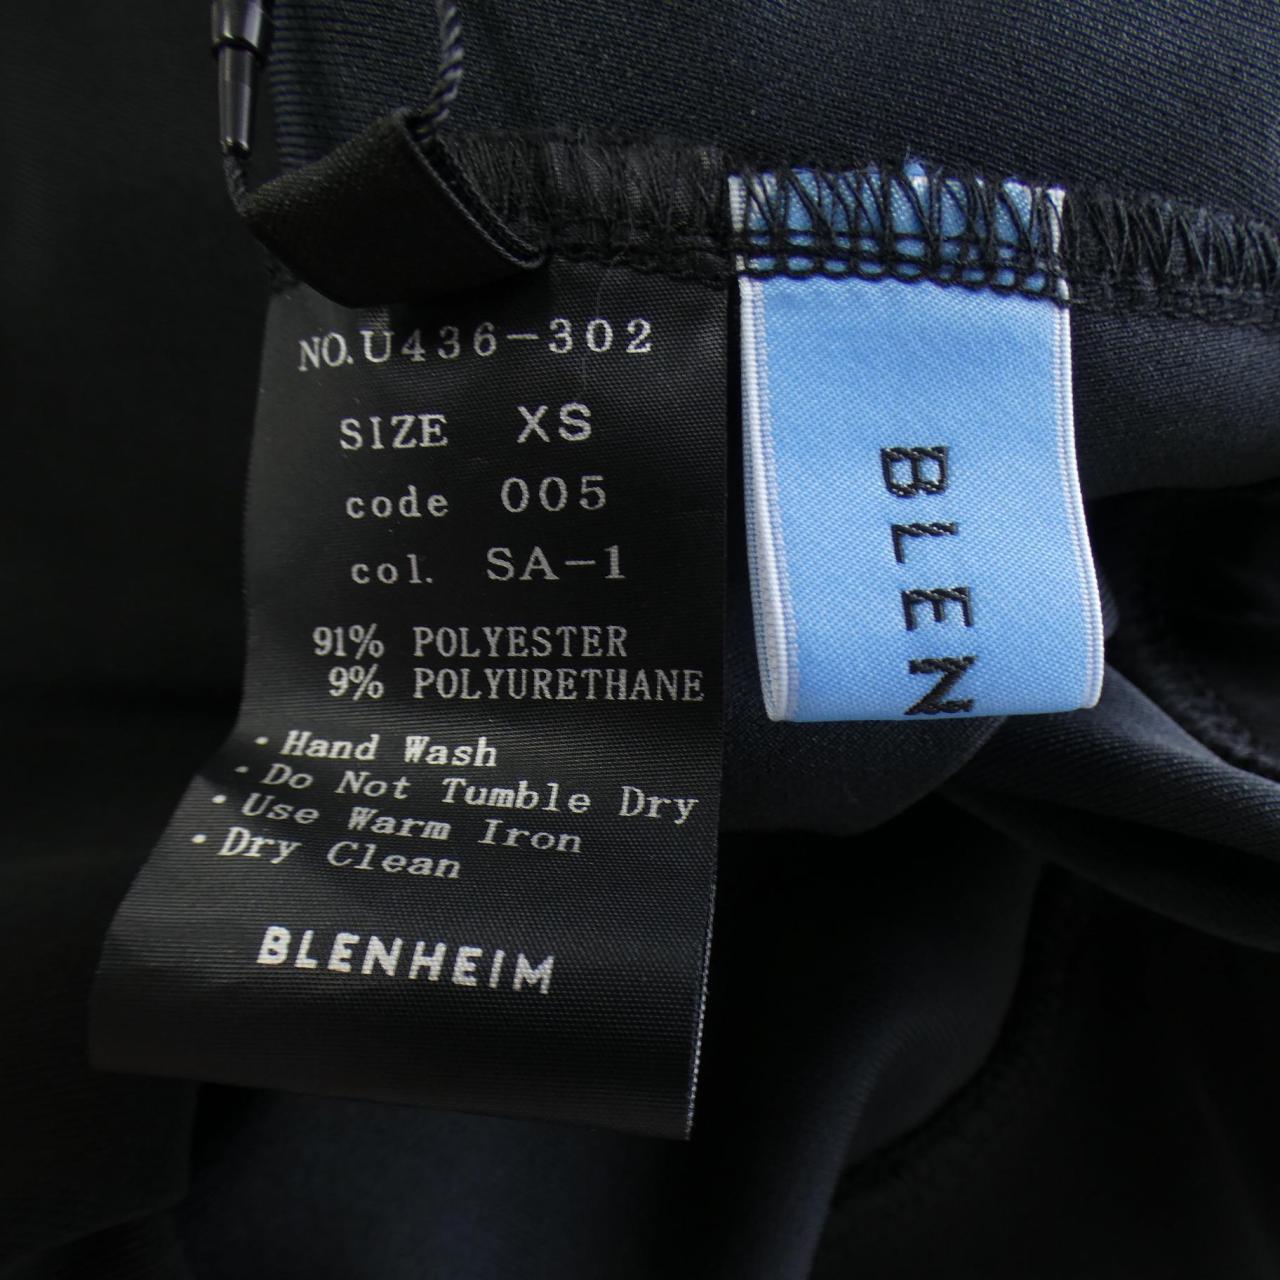 NO.U436-302
SIZE XS
code 005
col. SA-1
91% POLYESTER
9% POLYURETHANE
・Hand Wash
・Do Not Tumble Dry
・Use Warm Iron
・Dry Clean
BLENHEIM
BLEN